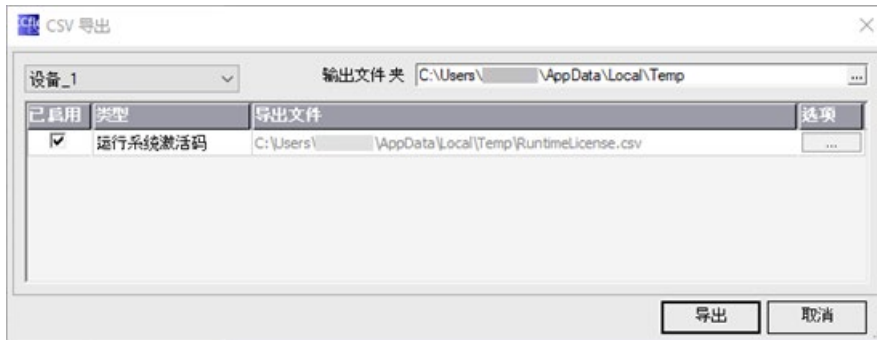 Cfg CSV 导出
设备_1 输出文件夹 C:\Users\ \AppData\Local\Temp ...
已启用 类型 导出文件 选项
运行系统激活码 C:\Users\ \AppData\Local\Temp\RuntimeLicense.csv ...
导出 取消